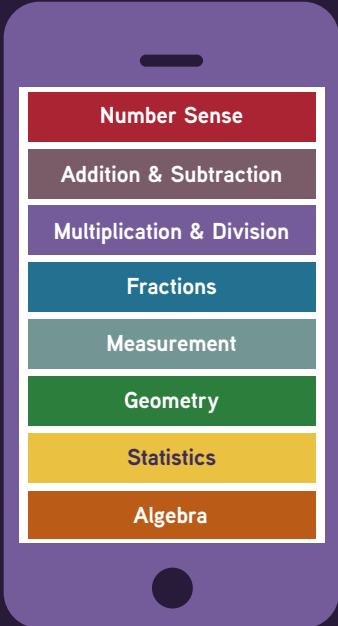 Number Sense
Addition & Subtraction
Multiplication & Division
Fractions
Measurement
Geometry
Statistics
Algebra